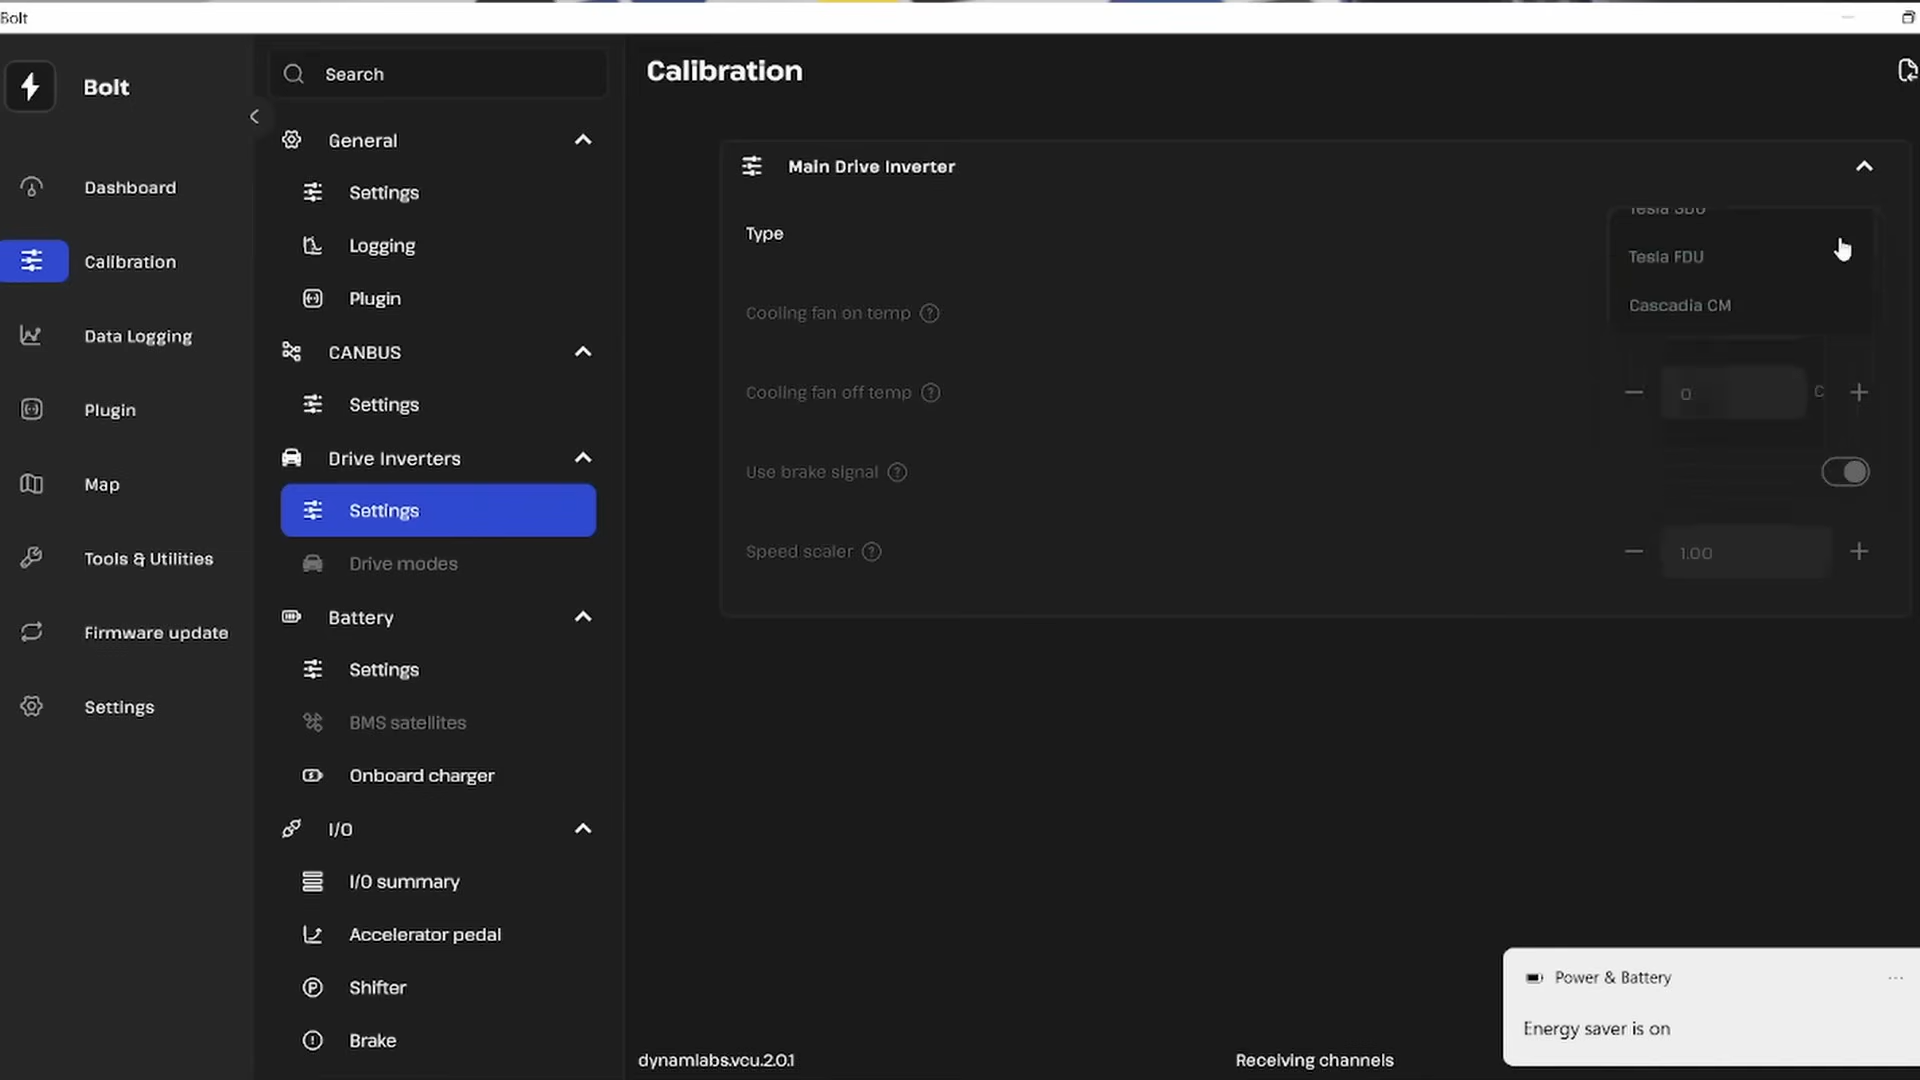 Bolt
Bolt
Dashboard
Calibration
Data Logging
Plugin
Map
Tools & Utilities
Firmware update
Settings
Search
General
Settings
Logging
Plugin
CANBUS
Settings
Drive Inverters
Settings
Drive modes
Battery
Settings
BMS satellites
Onboard charger
I/O
I/O summary
Accelerator pedal
Shifter
Brake
Calibration
Main Drive Inverter
Type
Tesla SDU
Tesla FDU
Cascadia CM
Cooling fan on temp ?
Cooling fan off temp ?
0 C
Use brake signal ?
Speed scaler ?
1.00
dynamlabs.vcu.2.0.1
Receiving channels
Power & Battery
Energy saver is on